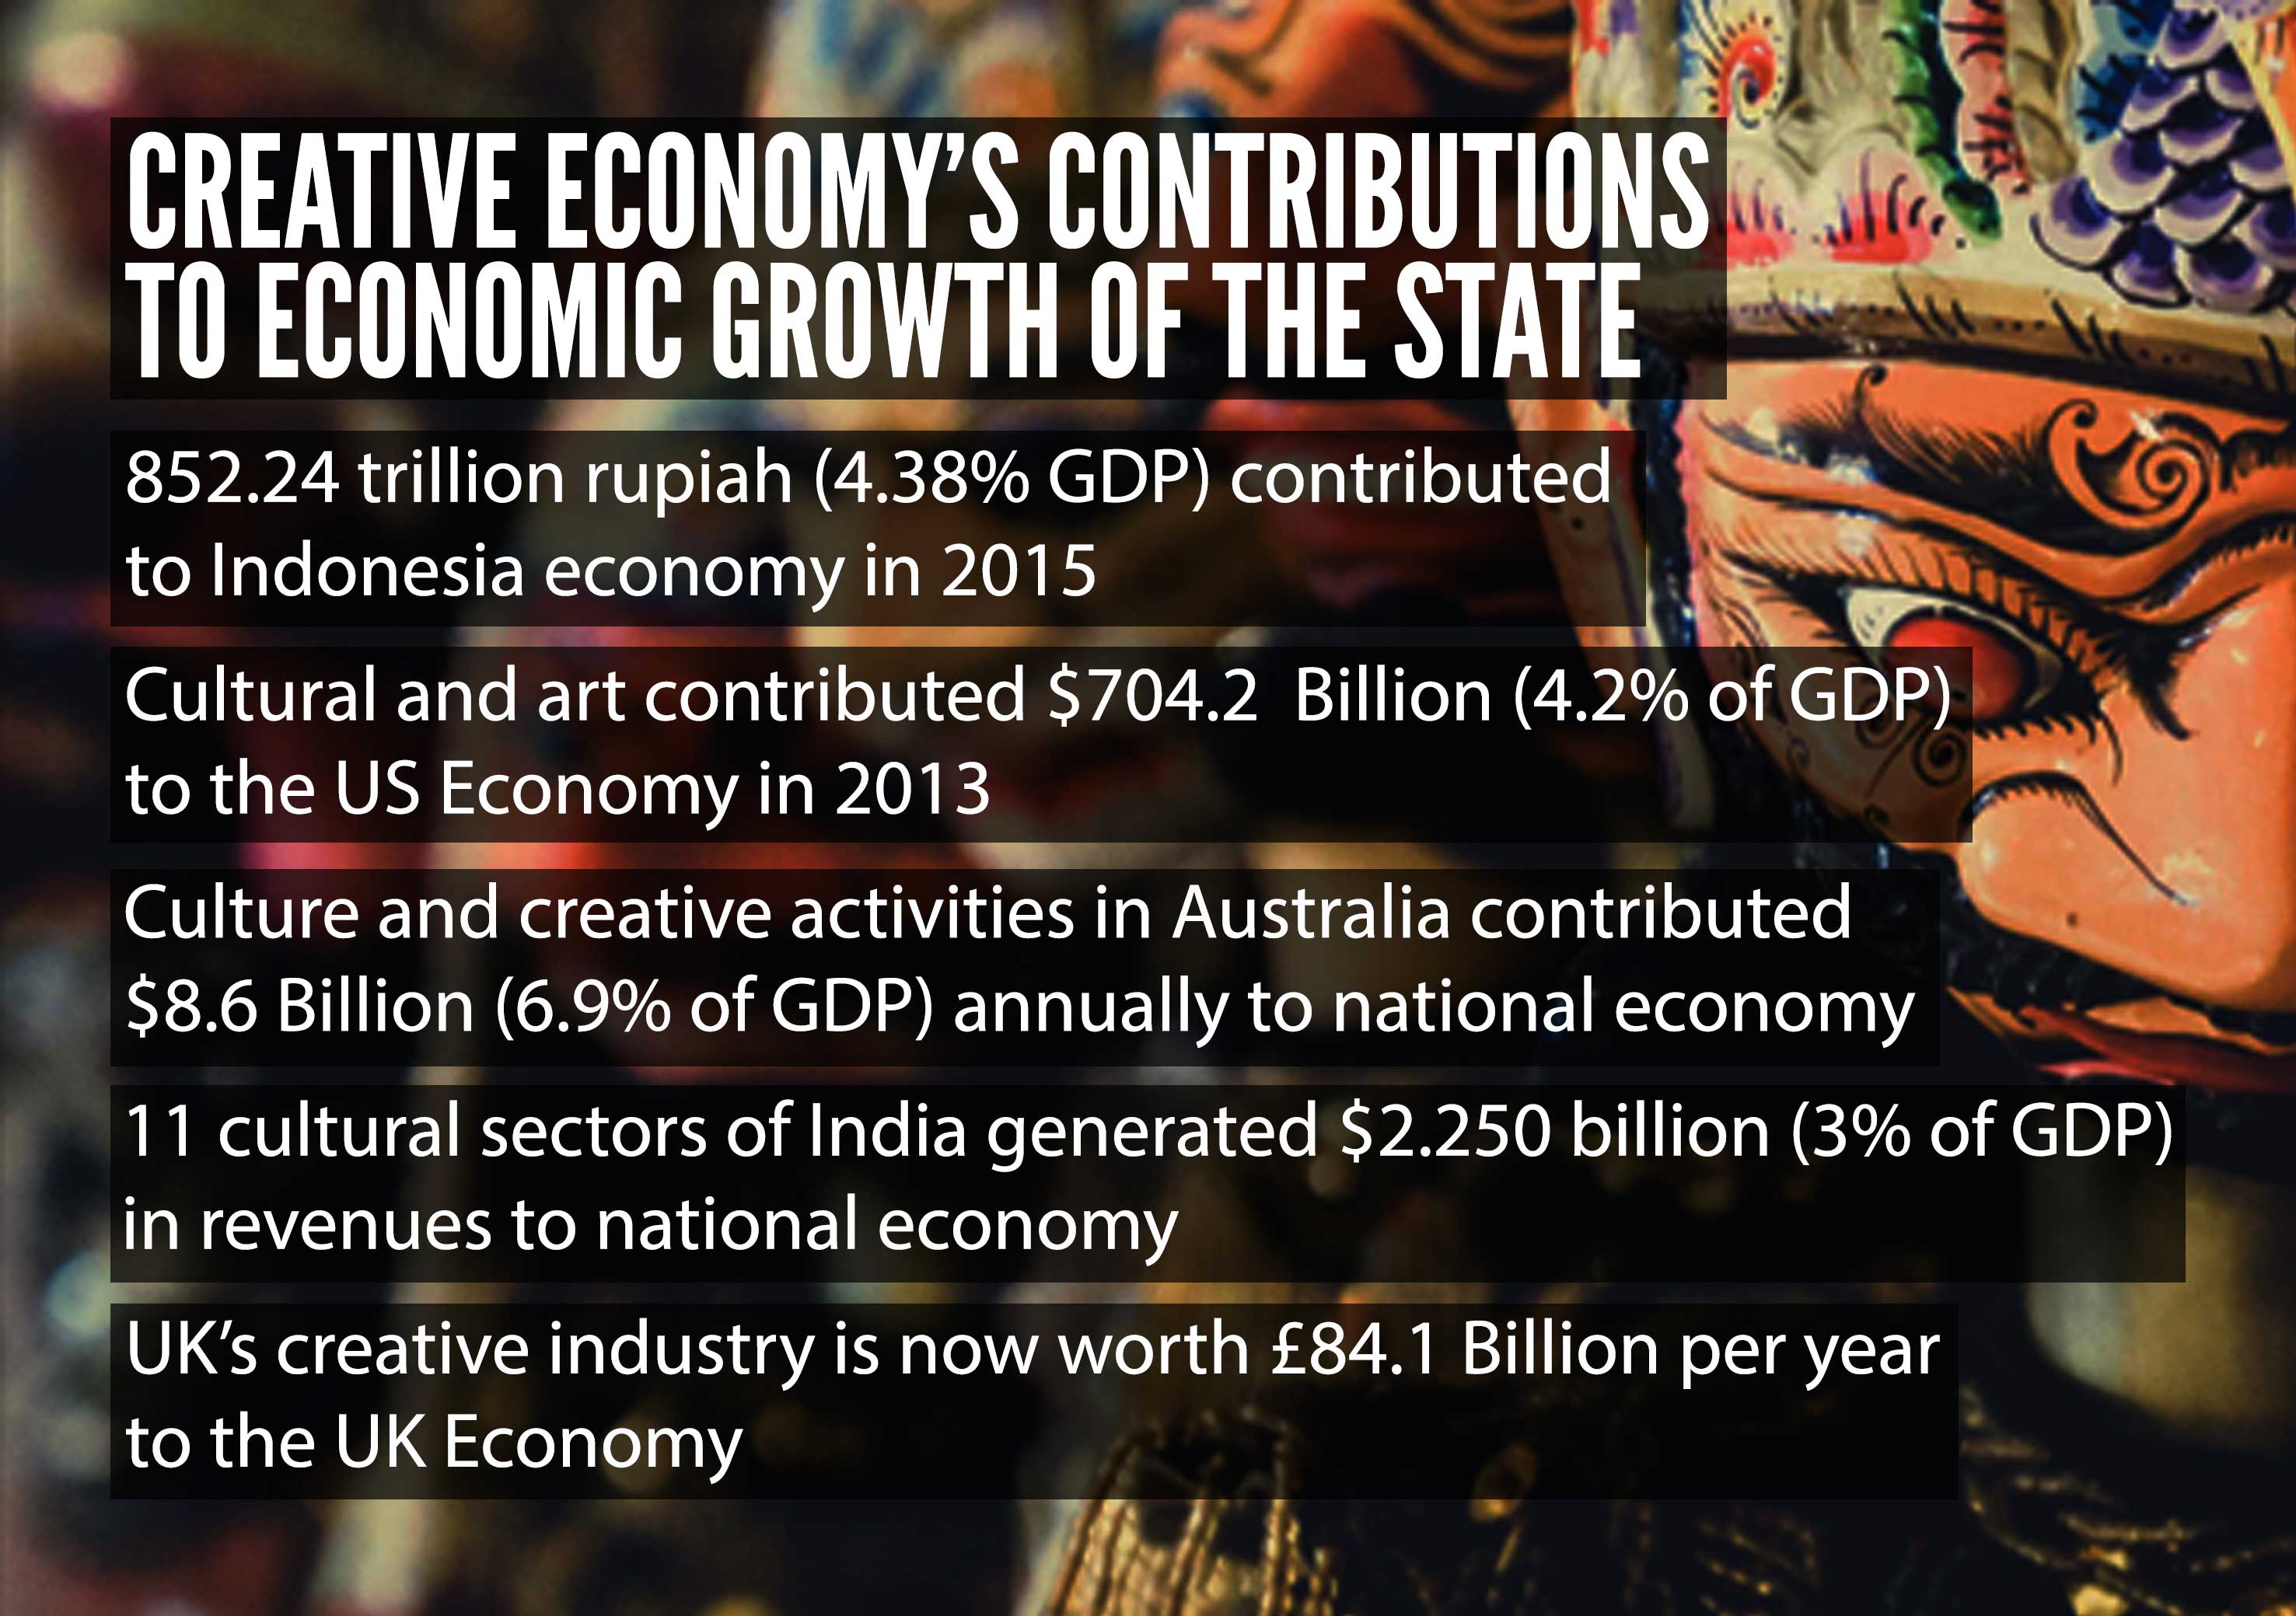 CREATIVE ECONOMY’S CONTRIBUTIONS
TO ECONOMIC GROWTH OF THE STATE
852.24 trillion rupiah (4.38% GDP) contributed
to Indonesia economy in 2015
Cultural and art contributed $704.2  Billion (4.2% of GDP)
to the US Economy in 2013
Culture and creative activities in Australia contributed
$8.6 Billion (6.9% of GDP) annually to national economy
11 cultural sectors of India generated $2.250 billion (3% of GDP)
in revenues to national economy
UK’s creative industry is now worth £84.1 Billion per year
to the UK Economy